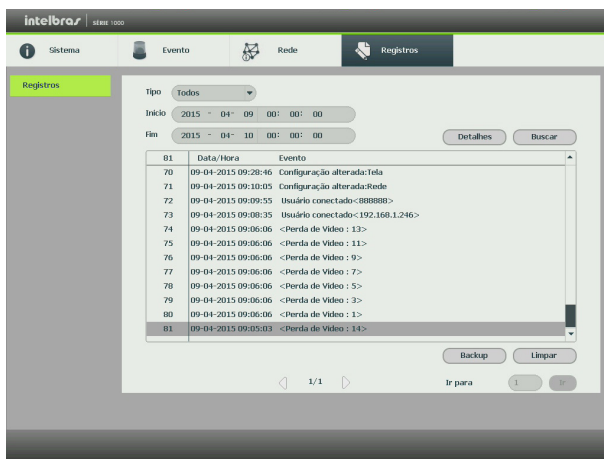 intelbras SÉRIE 1000
Sistema Evento Rede Registros
Registros
Tipo Todos
Início 2015 - 04- 09 00: 00: 00
Fim 2015 - 04- 10 00: 00: 00
Detalhes Buscar
81 Data/Hora Evento
70 09-04-2015 09:28:46 Configuração alterada:Tela
71 09-04-2015 09:10:05 Configuração alterada:Rede
72 09-04-2015 09:09:55 Usuário conectado<888888>
73 09-04-2015 09:08:35 Usuário conectado<192.168.1.246>
74 09-04-2015 09:06:06 <Perda de Vídeo : 13>
75 09-04-2015 09:06:06 <Perda de Vídeo : 11>
76 09-04-2015 09:06:06 <Perda de Vídeo : 9>
77 09-04-2015 09:06:06 <Perda de Vídeo : 7>
78 09-04-2015 09:06:06 <Perda de Vídeo : 5>
79 09-04-2015 09:06:06 <Perda de Vídeo : 3>
80 09-04-2015 09:06:06 <Perda de Vídeo : 1>
81 09-04-2015 09:05:03 <Perda de Vídeo : 14>
Backup Limpar
1/1 Ir para 1 Ir